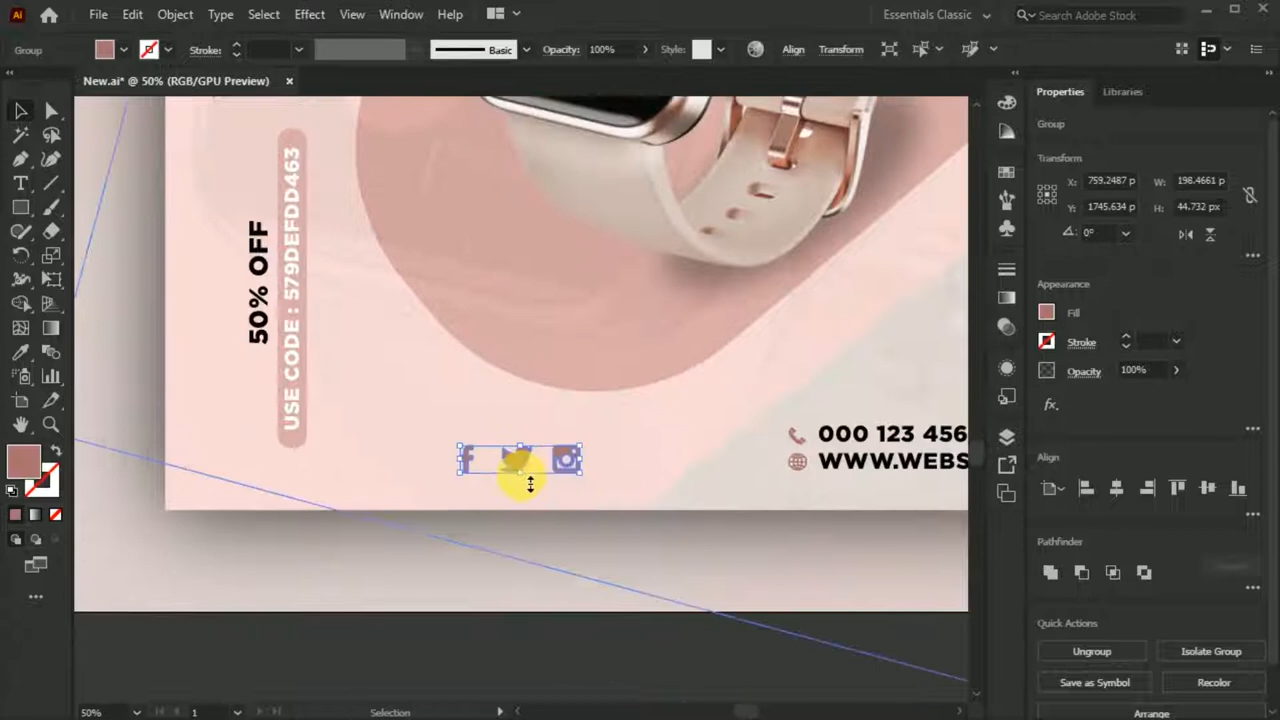 Ai File Edit Object Type Select Effect View Window Help Essentials Classic Search Adobe Stock
Group Stroke: Basic Opacity: 100% Style: Align Transform
New.ai* @ 50% (RGB/GPU Preview)
Properties Libraries
Group
Transform
X: 759.2487 p W: 198.4661 p
Y: 1745.634 p H: 44.732 px
0°
Appearance
Fill
Stroke
Opacity 100%
fx.
Align
Pathfinder
Quick Actions
Ungroup Isolate Group
Save as Symbol Recolor
Arrange
50% OFF
USE CODE : 579DEFDD463
000 123 456
WWW.WEBS
50% 1 Selection